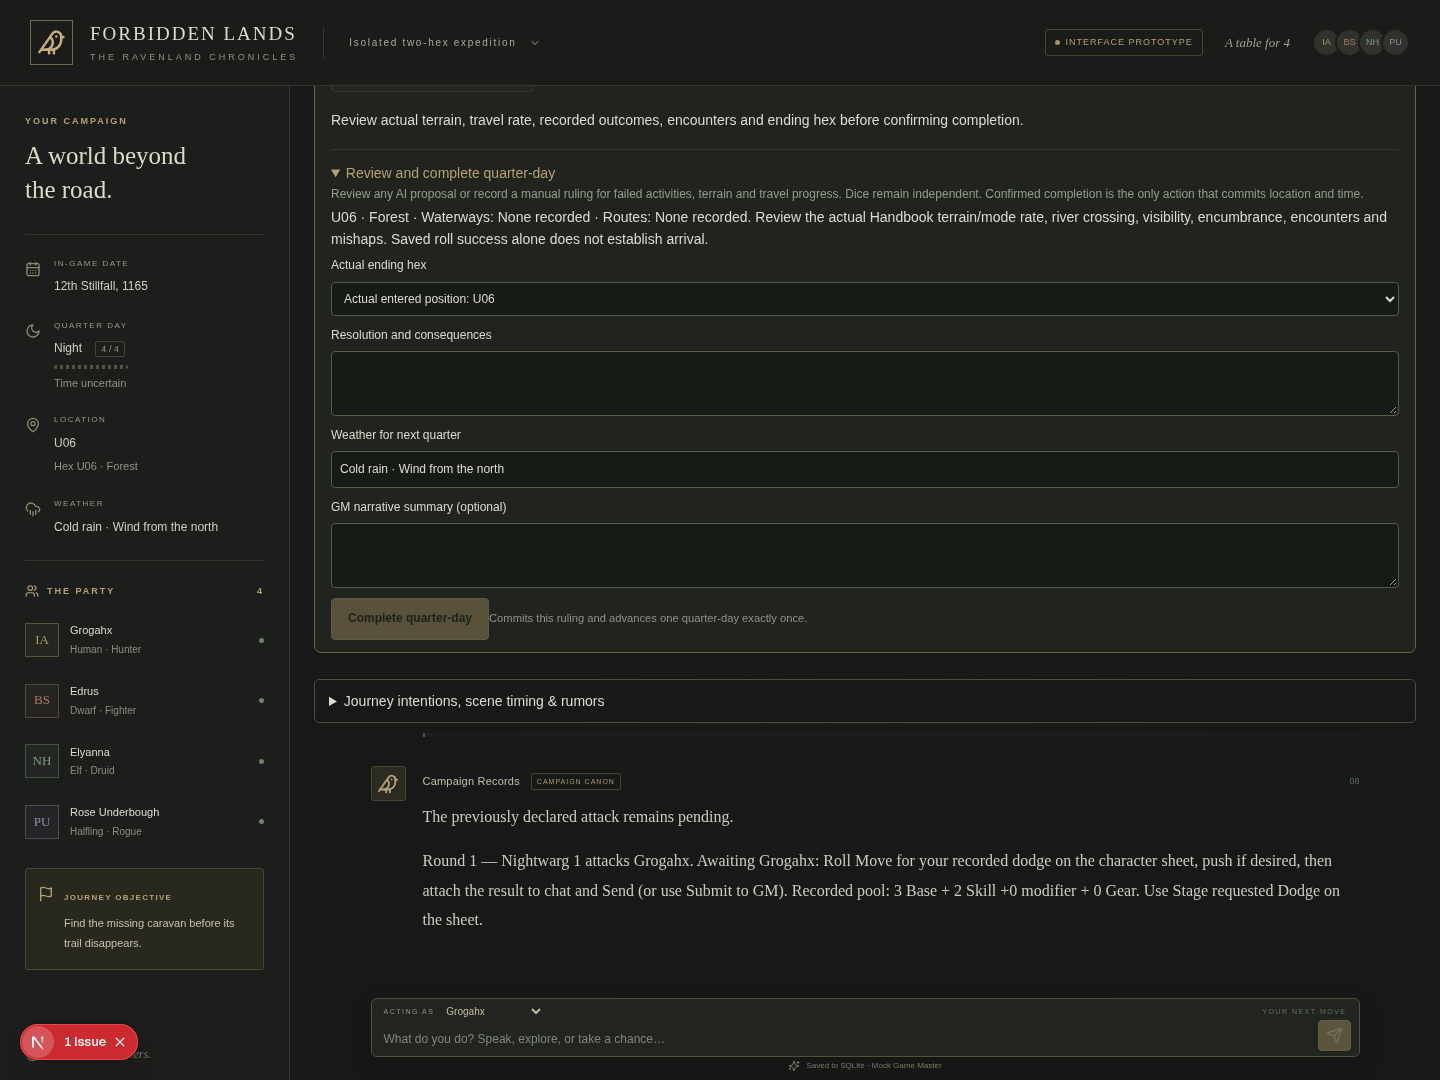 FORBIDDEN LANDS
THE RAVENLAND CHRONICLES
Isolated two-hex expedition
INTERFACE PROTOTYPE
A table for 4
IA
BS
NH
PU
YOUR CAMPAIGN
A world beyond
the road.
IN-GAME DATE
12th Stillfall, 1165
QUARTER DAY
Night
4 / 4
Time uncertain
LOCATION
U06
Hex U06 · Forest
WEATHER
Cold rain · Wind from the north
THE PARTY
4
IA
Grogahx
Human · Hunter
BS
Edrus
Dwarf · Fighter
NH
Elyanna
Elf · Druid
PU
Rose Underbough
Halfling · Rogue
JOURNEY OBJECTIVE
Find the missing caravan before its
trail disappears.
1 Issue
ers.
Review actual terrain, travel rate, recorded outcomes, encounters and ending hex before confirming completion.
Review and complete quarter-day
Review any AI proposal or record a manual ruling for failed activities, terrain and travel progress. Dice remain independent. Confirmed completion is the only action that commits location and time.
U06 · Forest · Waterways: None recorded · Routes: None recorded. Review the actual Handbook terrain/mode rate, river crossing, visibility, encumbrance, encounters and
mishaps. Saved roll success alone does not establish arrival.
Actual ending hex
Actual entered position: U06
Resolution and consequences
Weather for next quarter
Cold rain · Wind from the north
GM narrative summary (optional)
Complete quarter-day
Commits this ruling and advances one quarter-day exactly once.
Journey intentions, scene timing & rumors
Campaign Records
CAMPAIGN CANON
08
The previously declared attack remains pending.
Round 1 — Nightwarg 1 attacks Grogahx. Awaiting Grogahx: Roll Move for your recorded dodge on the character sheet, push if desired, then
attach the result to chat and Send (or use Submit to GM). Recorded pool: 3 Base + 2 Skill +0 modifier + 0 Gear. Use Stage requested Dodge on
the sheet.
ACTING AS
Grogahx
YOUR NEXT MOVE
What do you do? Speak, explore, or take a chance…
Saved to SQLite · Mock Game Master